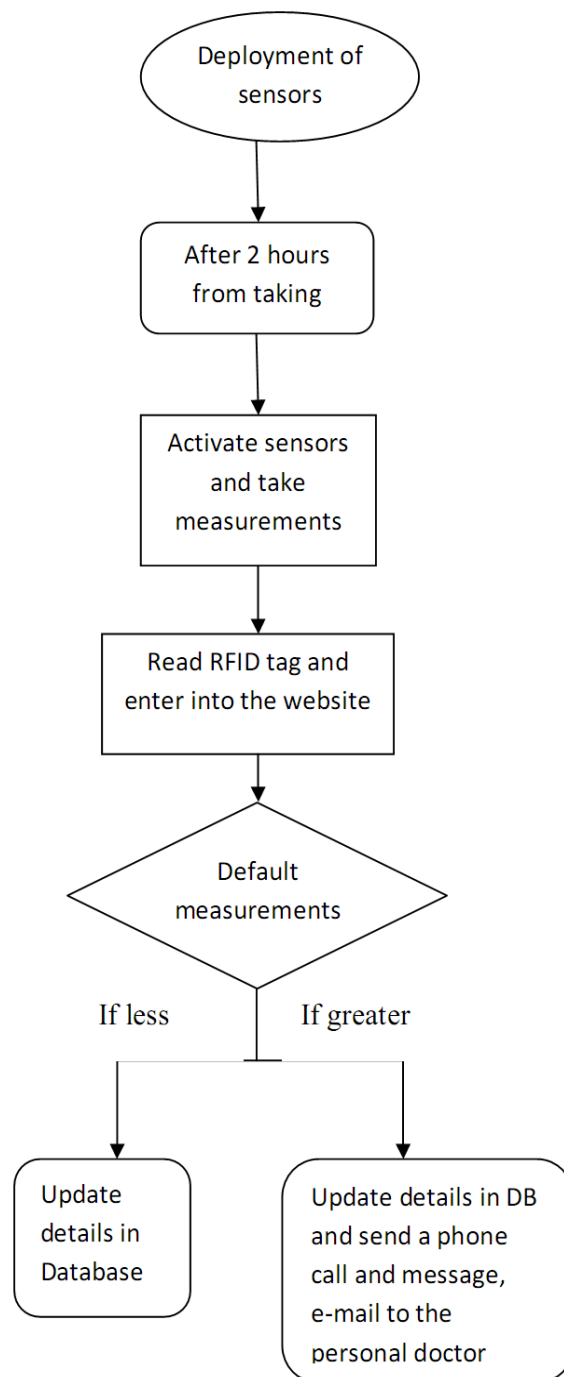 Deployment of
sensors
After 2 hours
from taking
Activate sensors
and take
measurements
Read RFID tag and
enter into the website
Default
measurements
If less
If greater
Update
details in
Database
Update details in DB
and send a phone
call and message,
e-mail to the
personal doctor